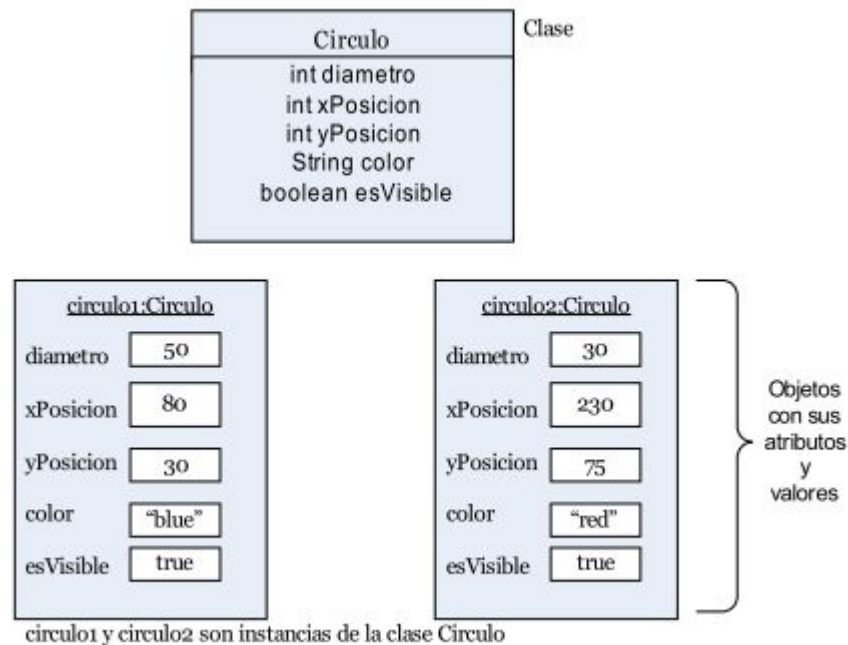 Circulo
Clase
int diametro
int xPosicion
int yPosicion
String color
boolean esVisible
circulo1:Circulo
diametro 50
xPosicion 80
yPosicion 30
color “blue”
esVisible true
circulo2:Circulo
diametro 30
xPosicion 230
yPosicion 75
color “red”
esVisible true
Objetos
con sus
atributos
y
valores
circulo1 y circulo2 son instancias de la clase Circulo